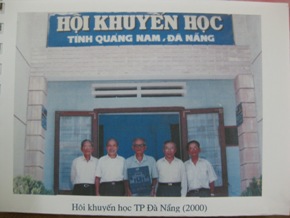 HỘI KHUYẾN HỌC
TỈNH QUẢNG NAM, ĐÀ NẴNG
Hội khuyến học TP Đà Nẵng (2000)